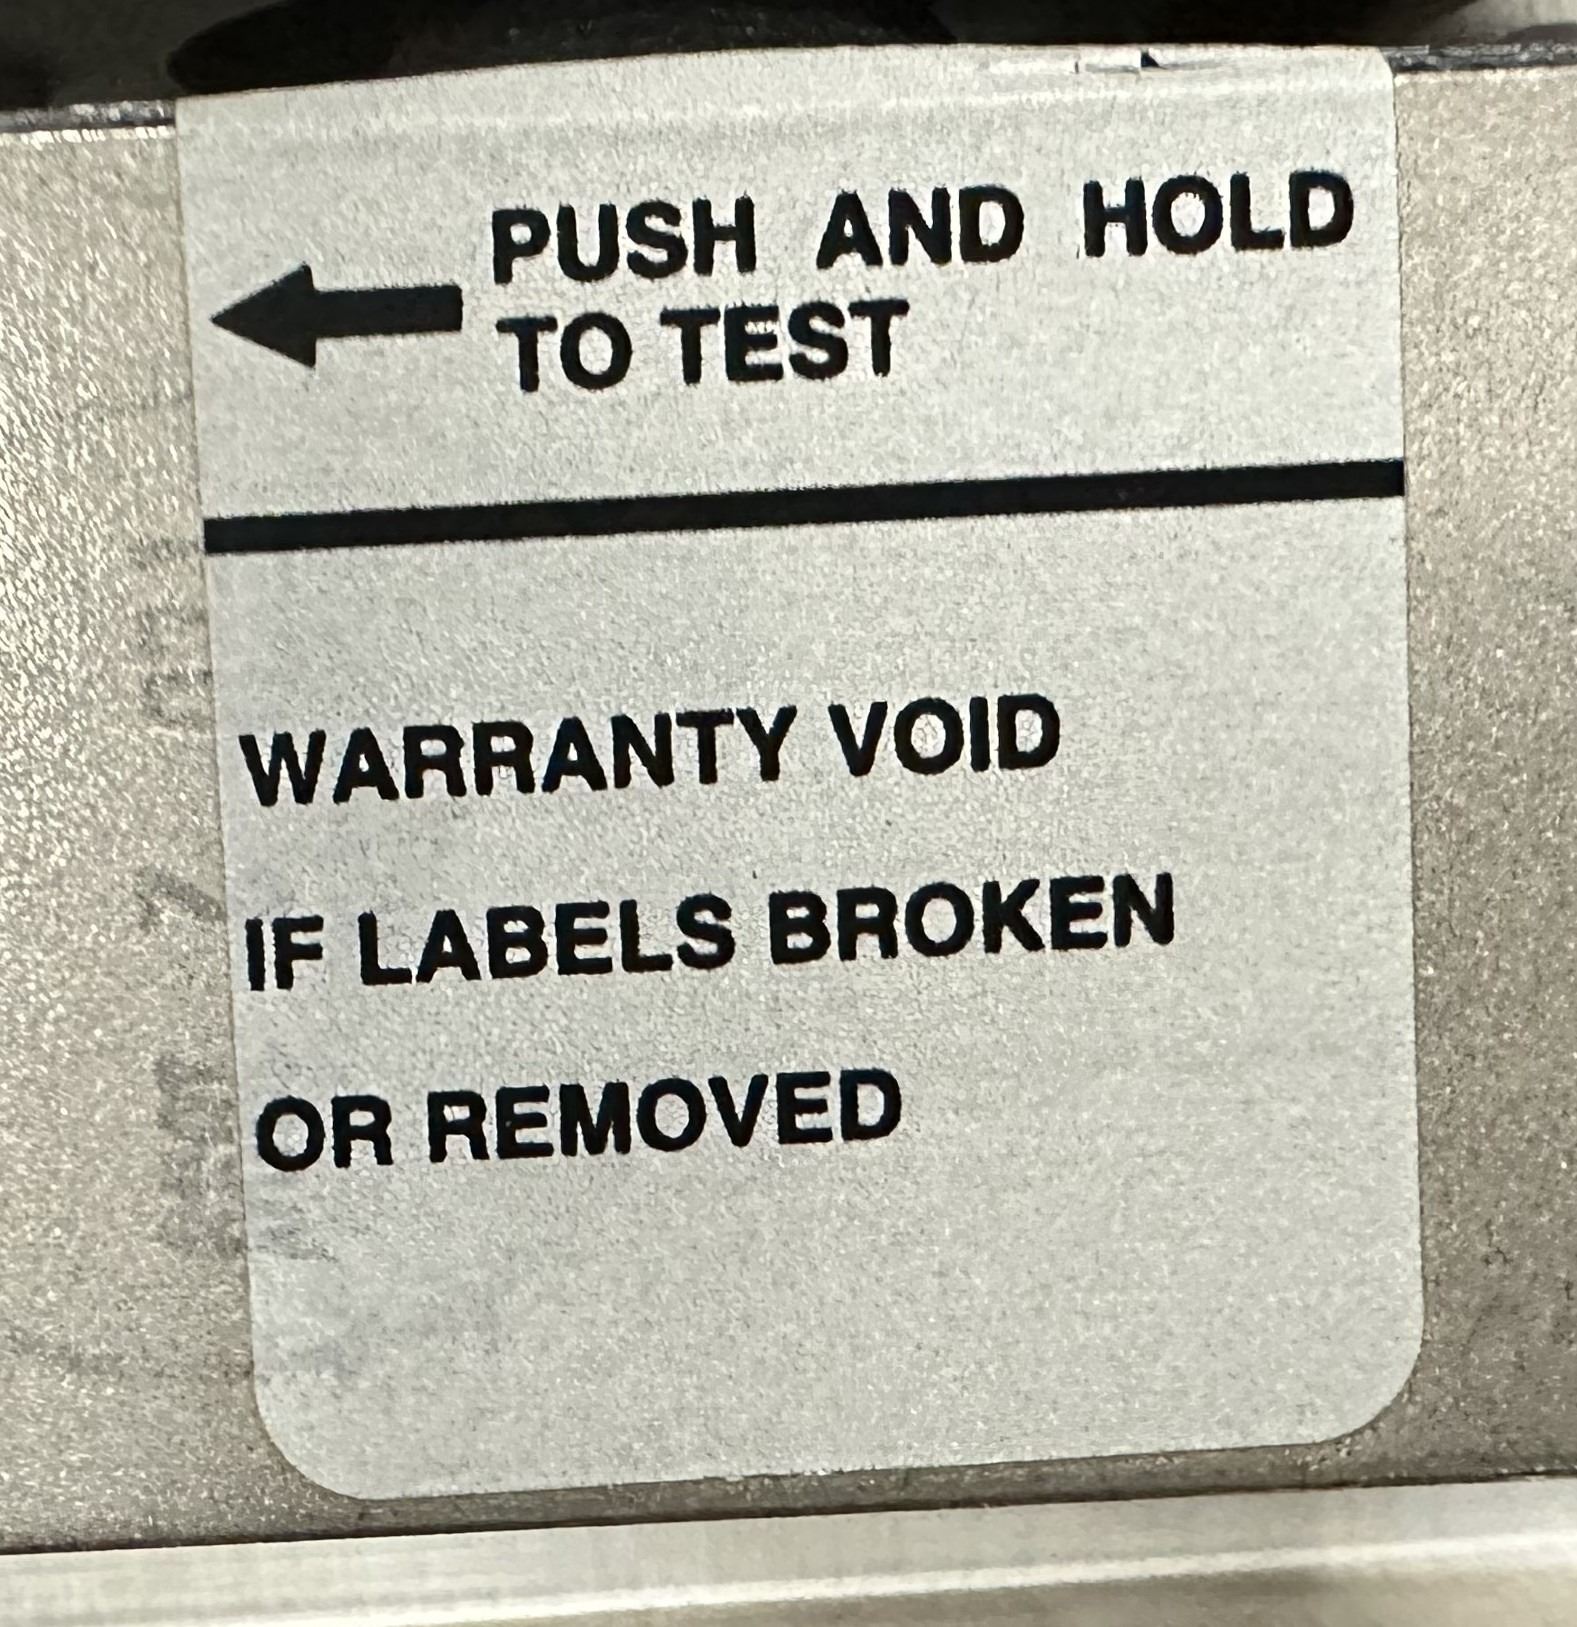 PUSH AND HOLD
TO TEST
WARRANTY VOID
IF LABELS BROKEN
OR REMOVED